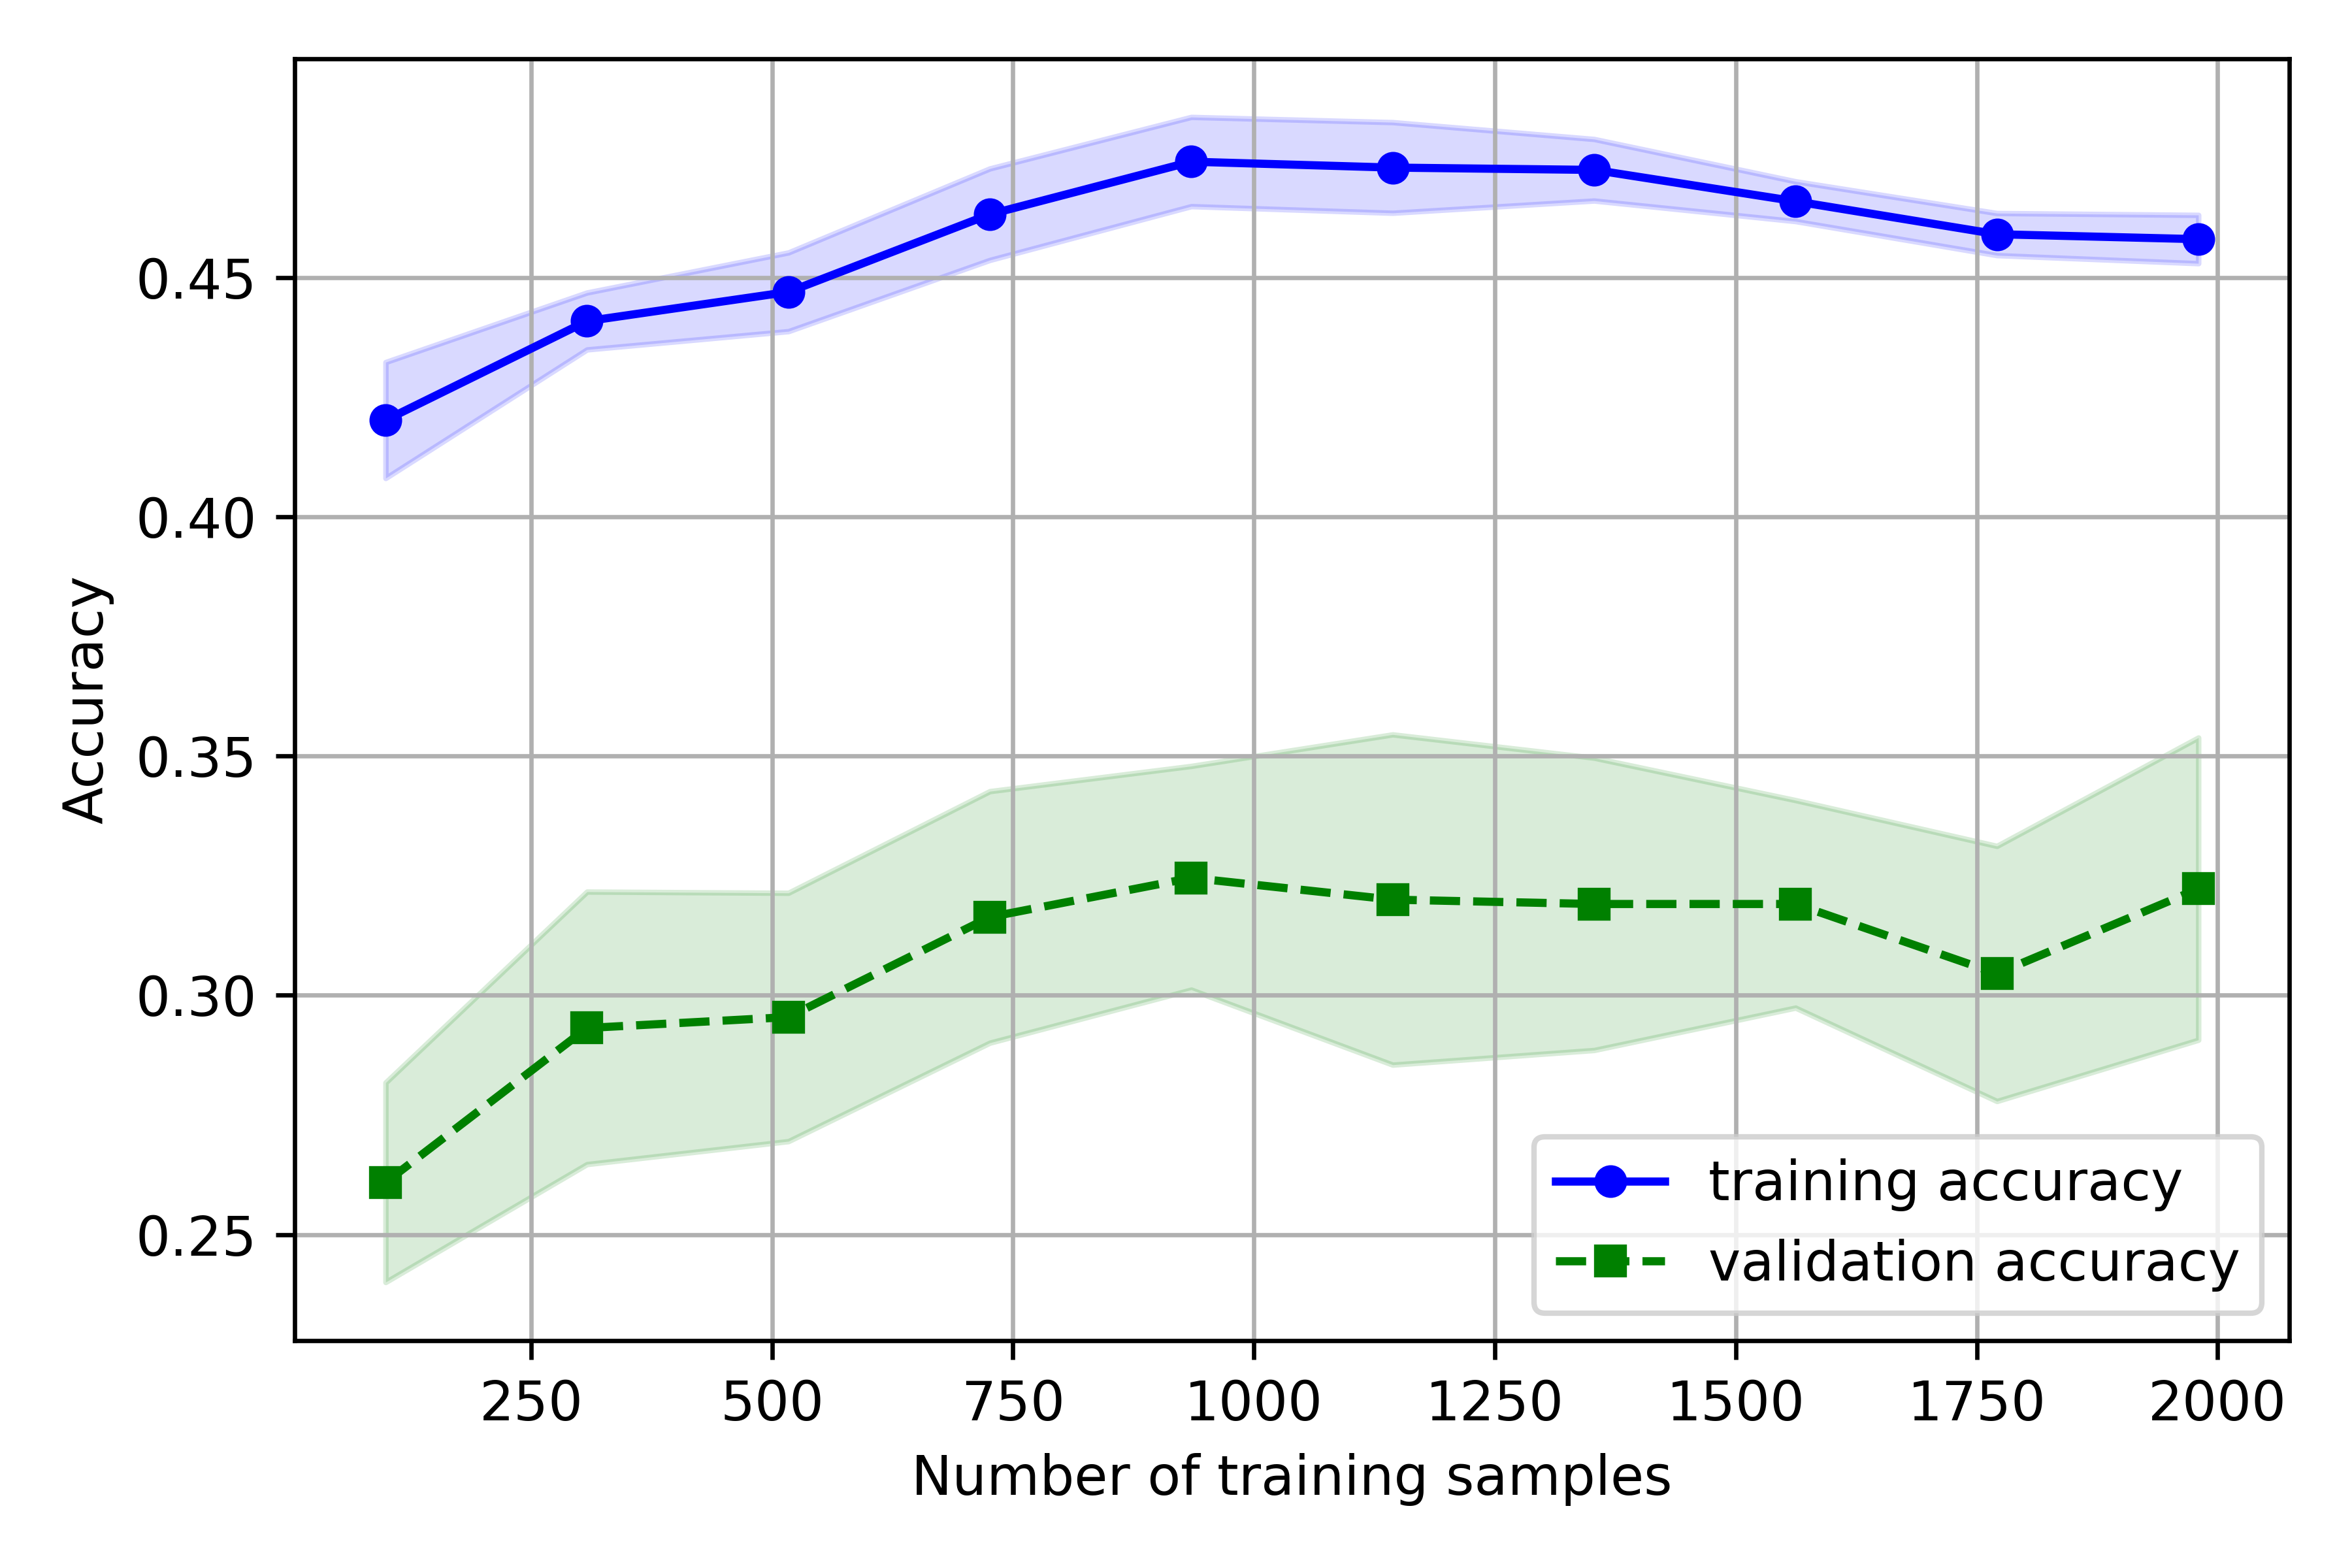 0.45
0.40
0.35
0.30
0.25
Accuracy
training accuracy
validation accuracy
250 500 750 1000 1250 1500 1750 2000
Number of training samples